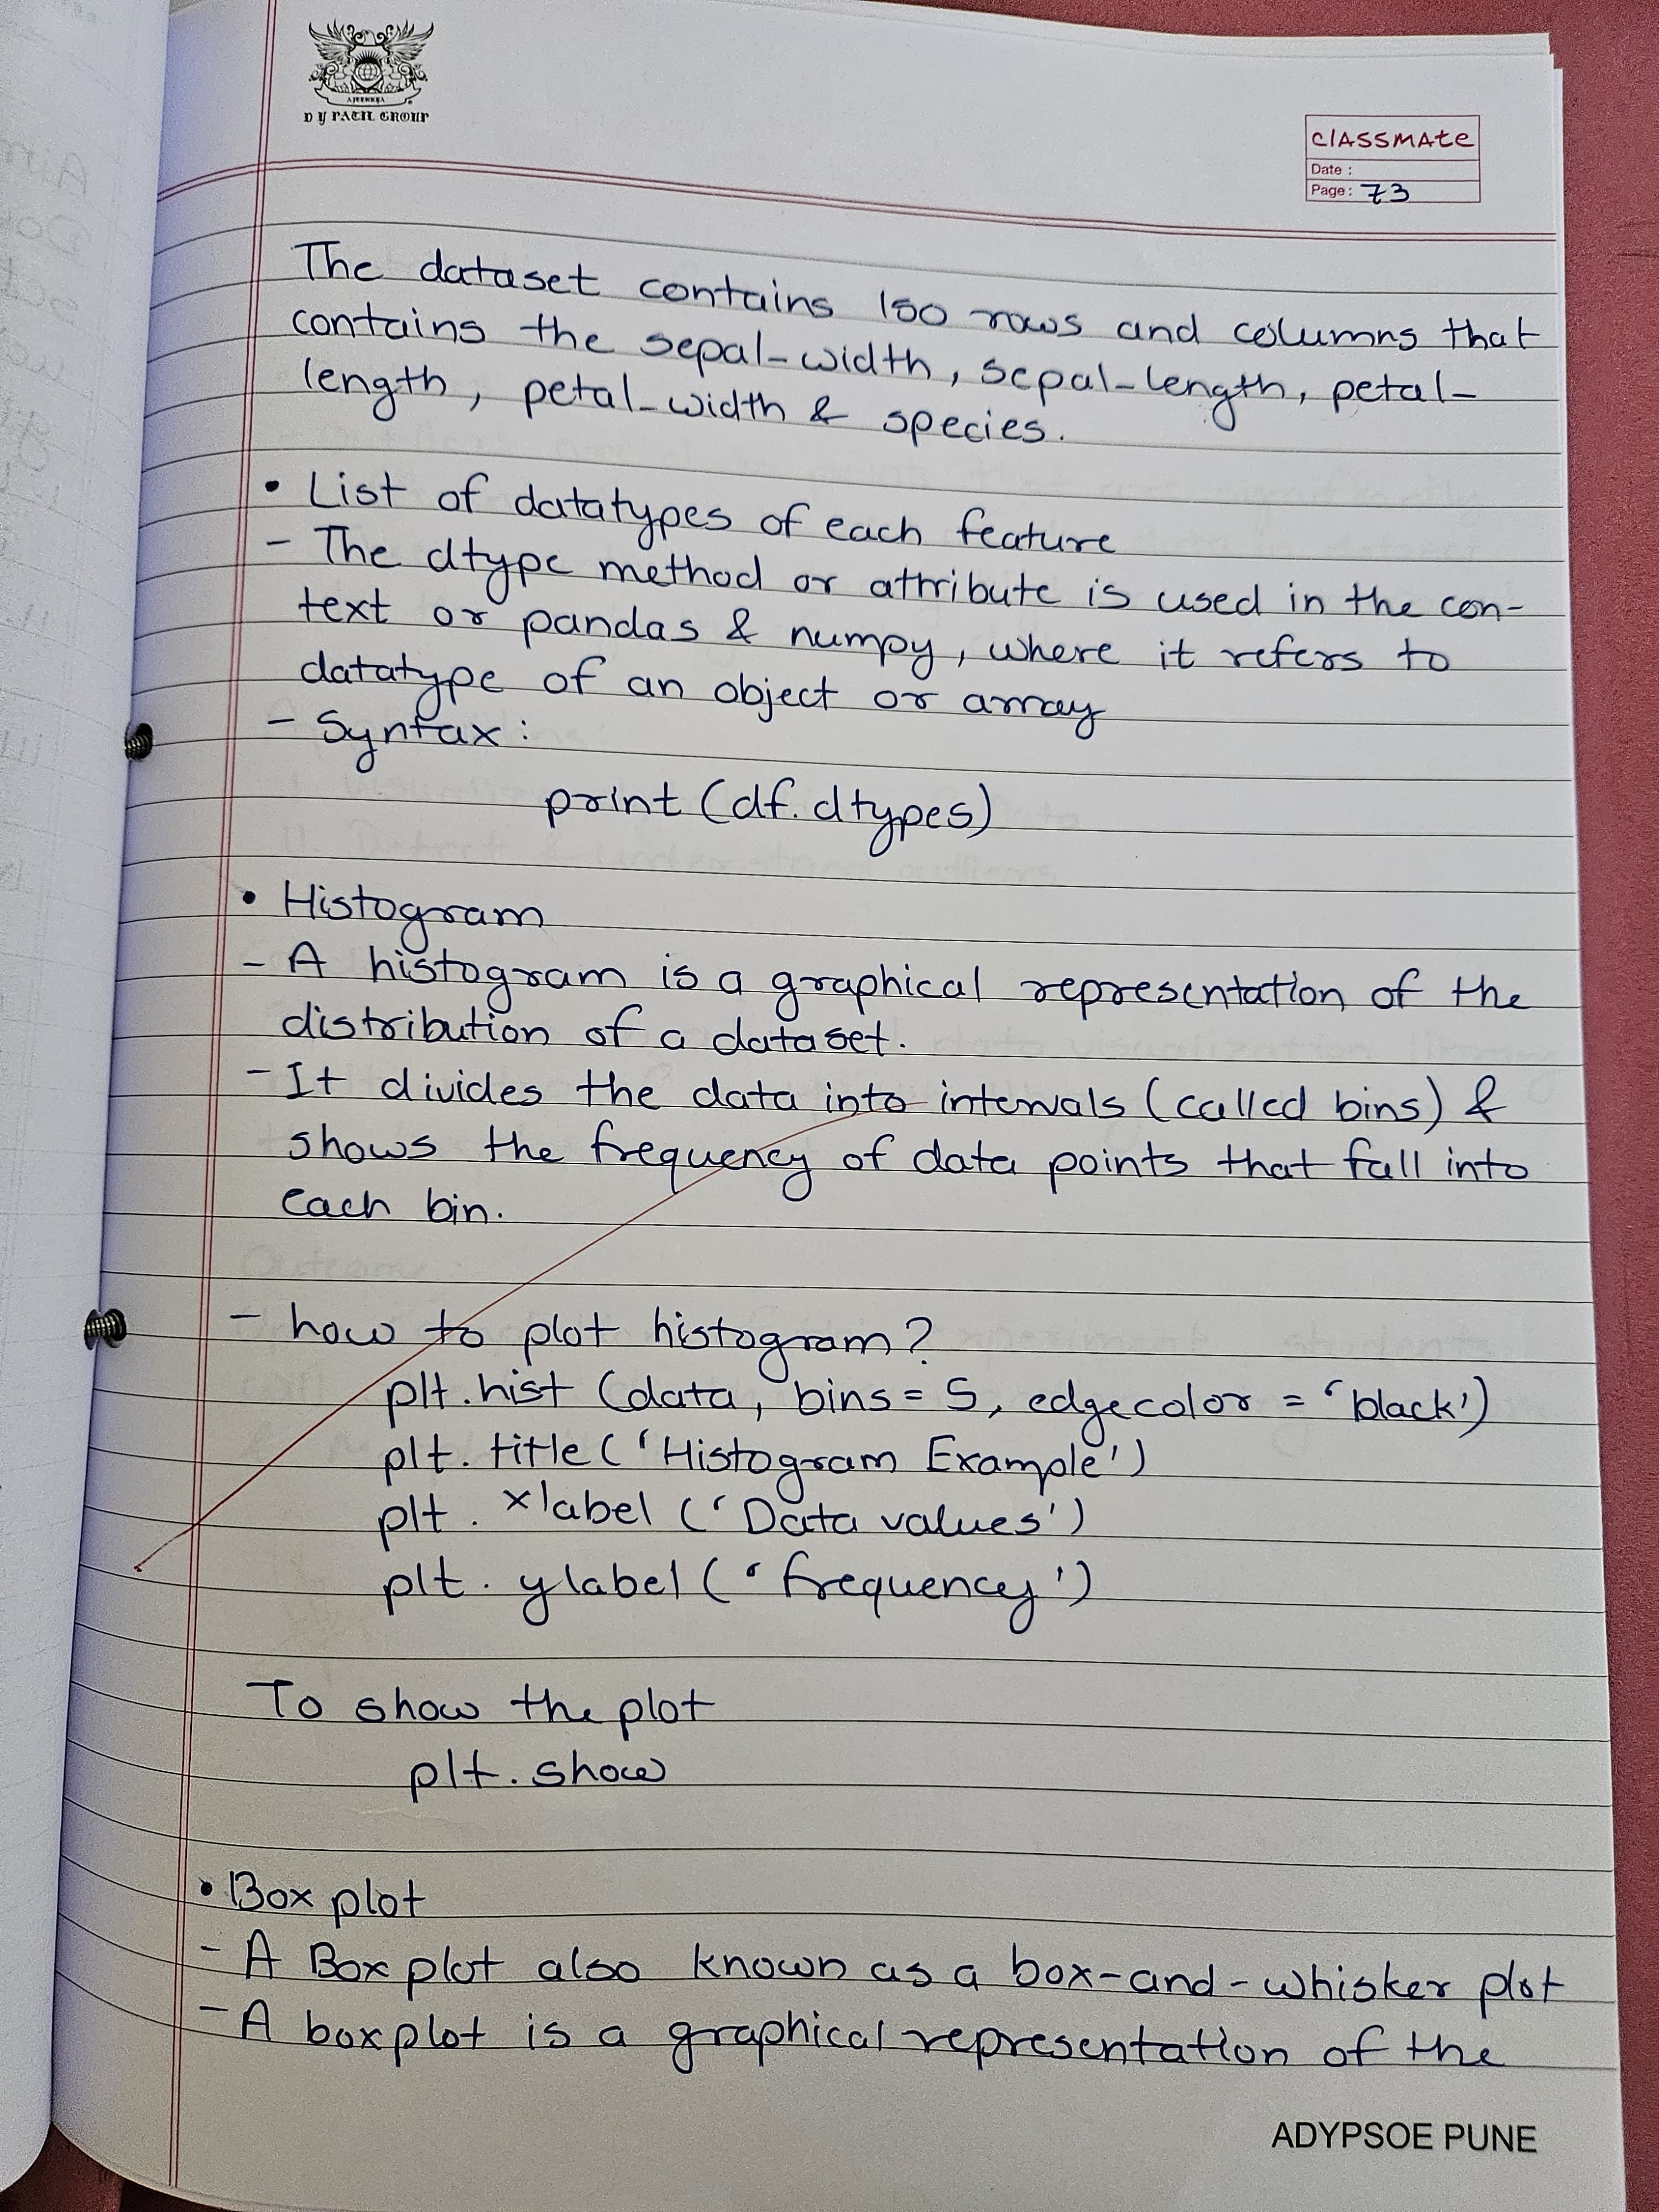 AJEENKYA
D Y PATIL GROUP
CLASSMATE
Date :
Page : 73
The dataset contains 150 rows and columns that
contains the sepal-width, sepal-length, petal-
length, petal-width & species.
• List of datatypes of each feature
- The dtype method or attribute is used in the con-
text or pandas & numpy, where it refers to
datatype of an object or array
- Syntax :
print (df.dtypes)
• Histogram
- A histogram is a graphical representation of the
distribution of a dataset.
- It divides the data into intervals (called bins) &
shows the frequency of data points that fall into
each bin.
- how to plot histogram?
plt.hist (data, bins = 5, edgecolor = 'black')
plt. title ('Histogram Example')
plt. xlabel ('Data values')
plt. ylabel ('frequency')
To show the plot
plt.show
• Box plot
- A Box plot also known as a box-and-whisker plot
- A boxplot is a graphical representation of the
ADYPSOE PUNE